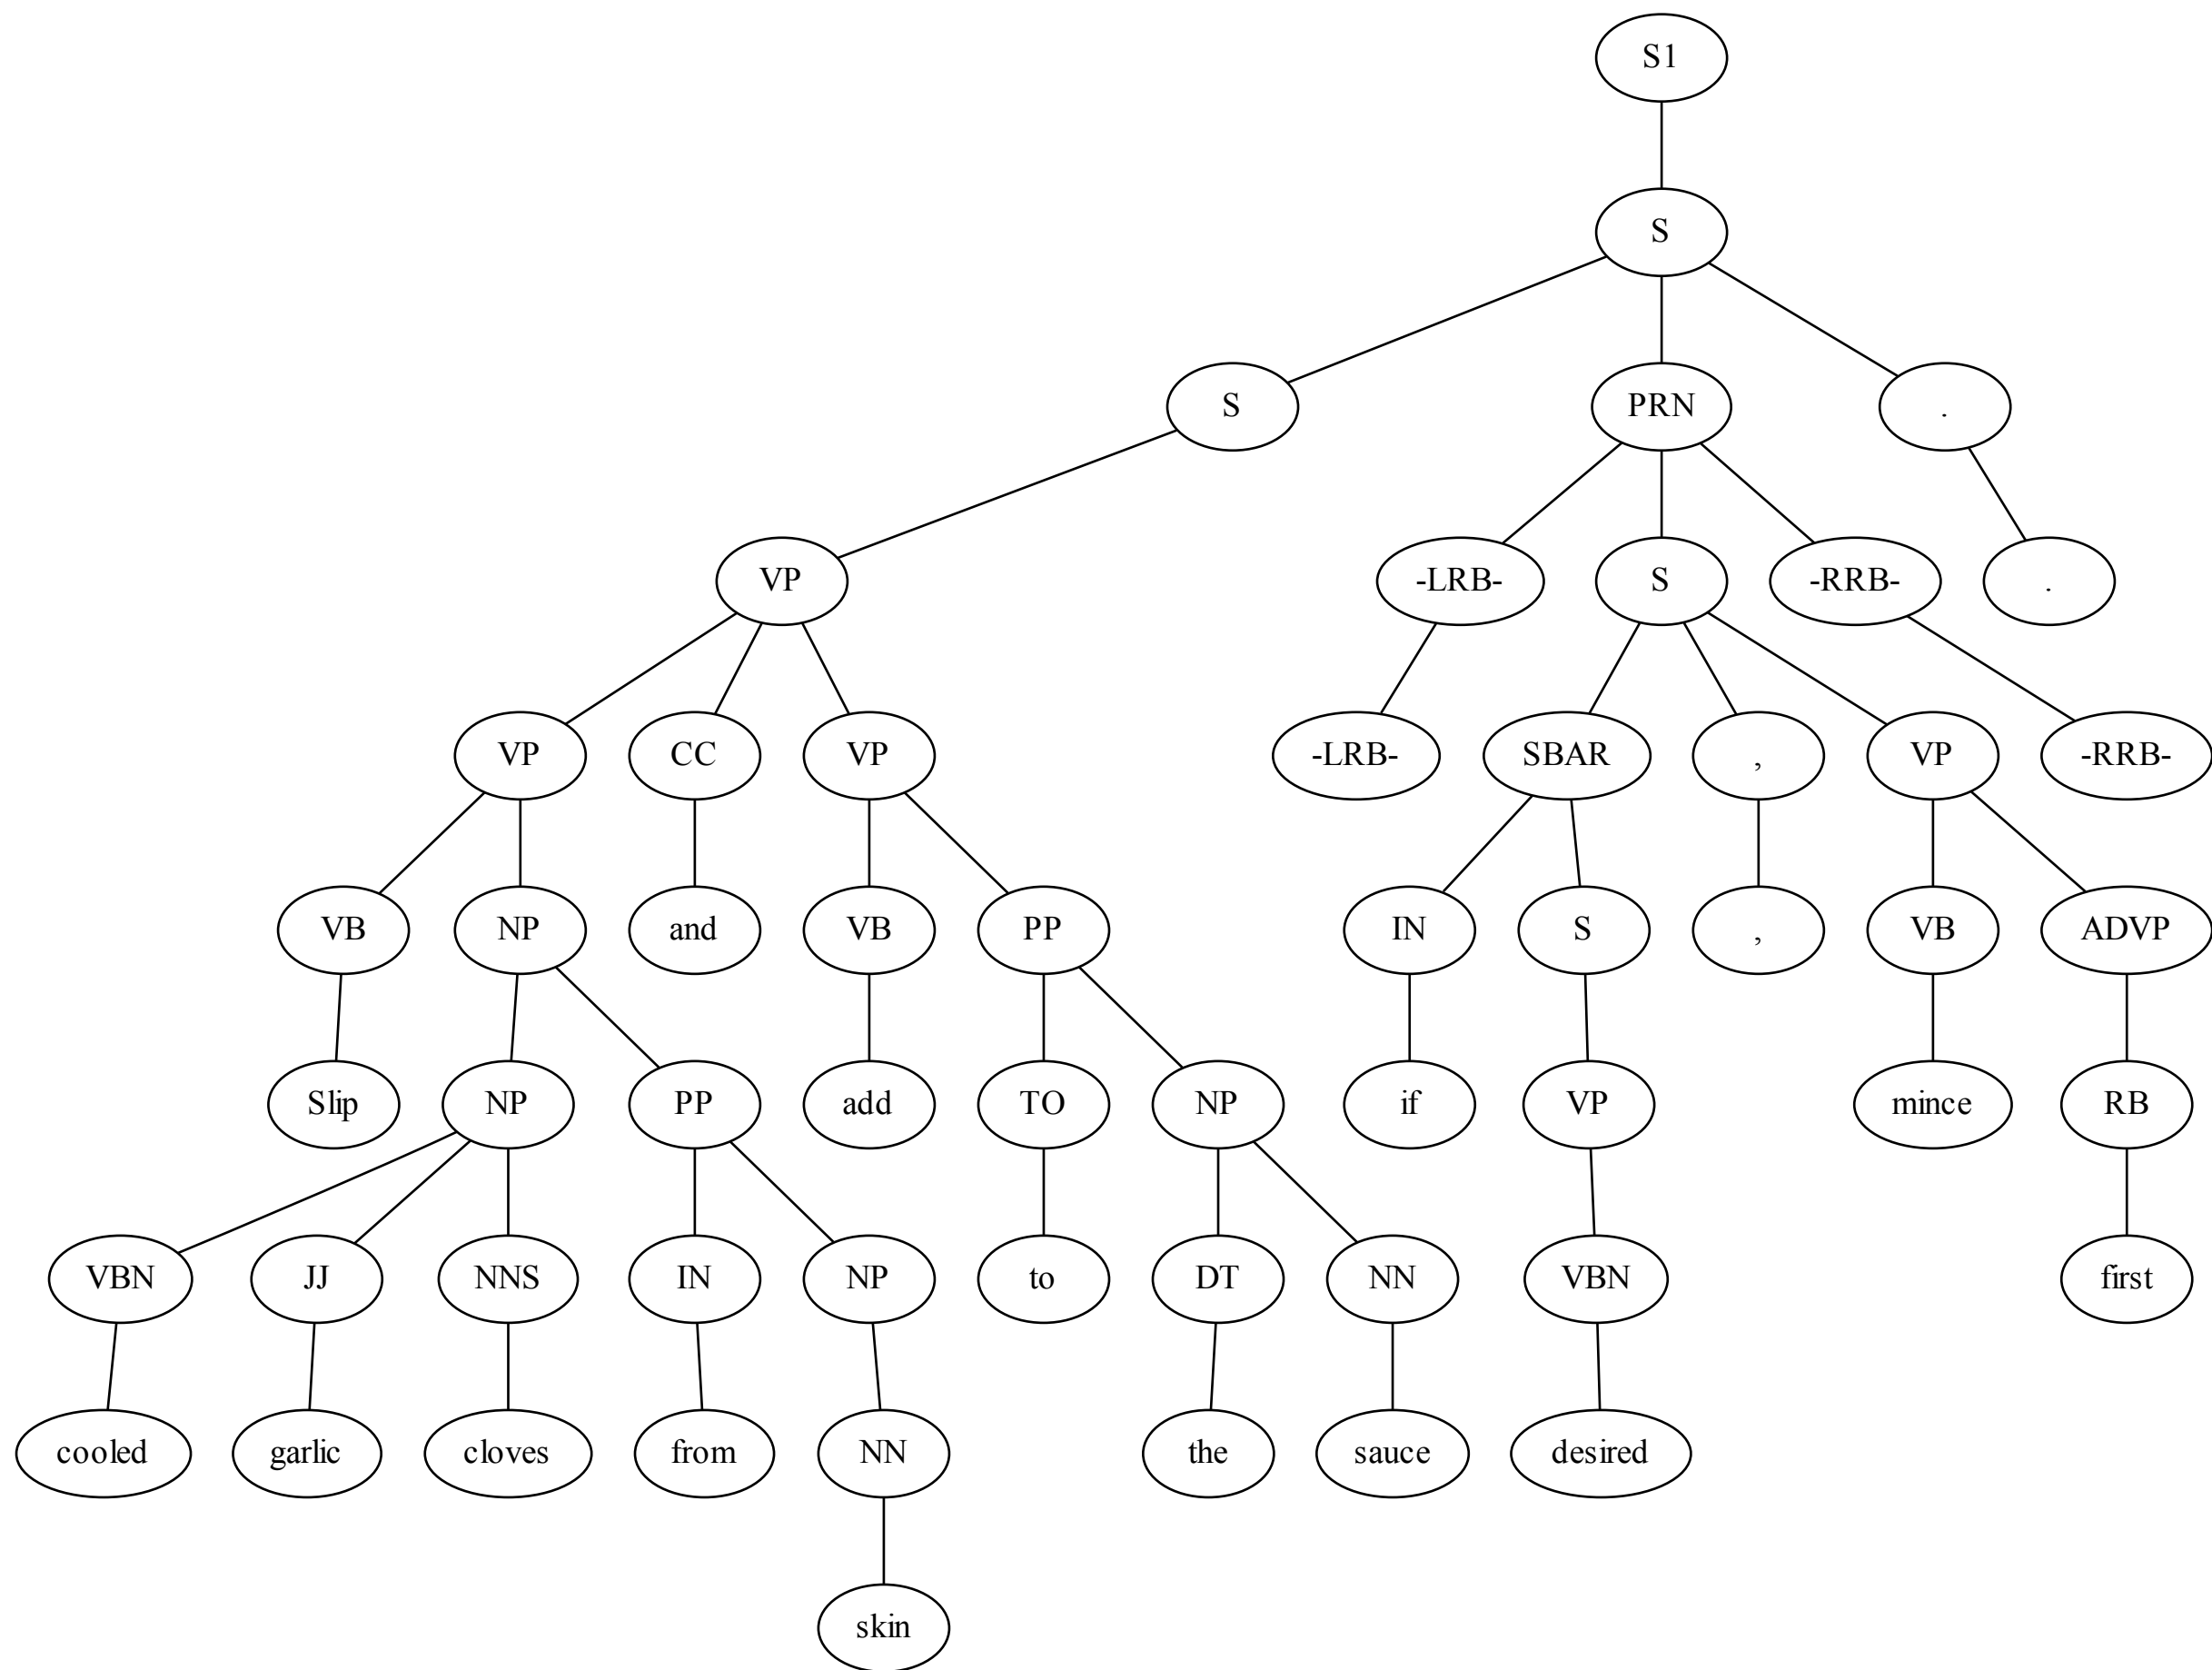 S1
S
S PRN .
VP -LRB- S -RRB- .
VP CC VP -LRB- SBAR , VP -RRB-
VB NP and VB PP IN S , VB ADVP
Slip NP PP add TO NP if VP mince RB
VBN JJ NNS IN NP to DT NN VBN first
cooled garlic cloves from NN the sauce desired
skin